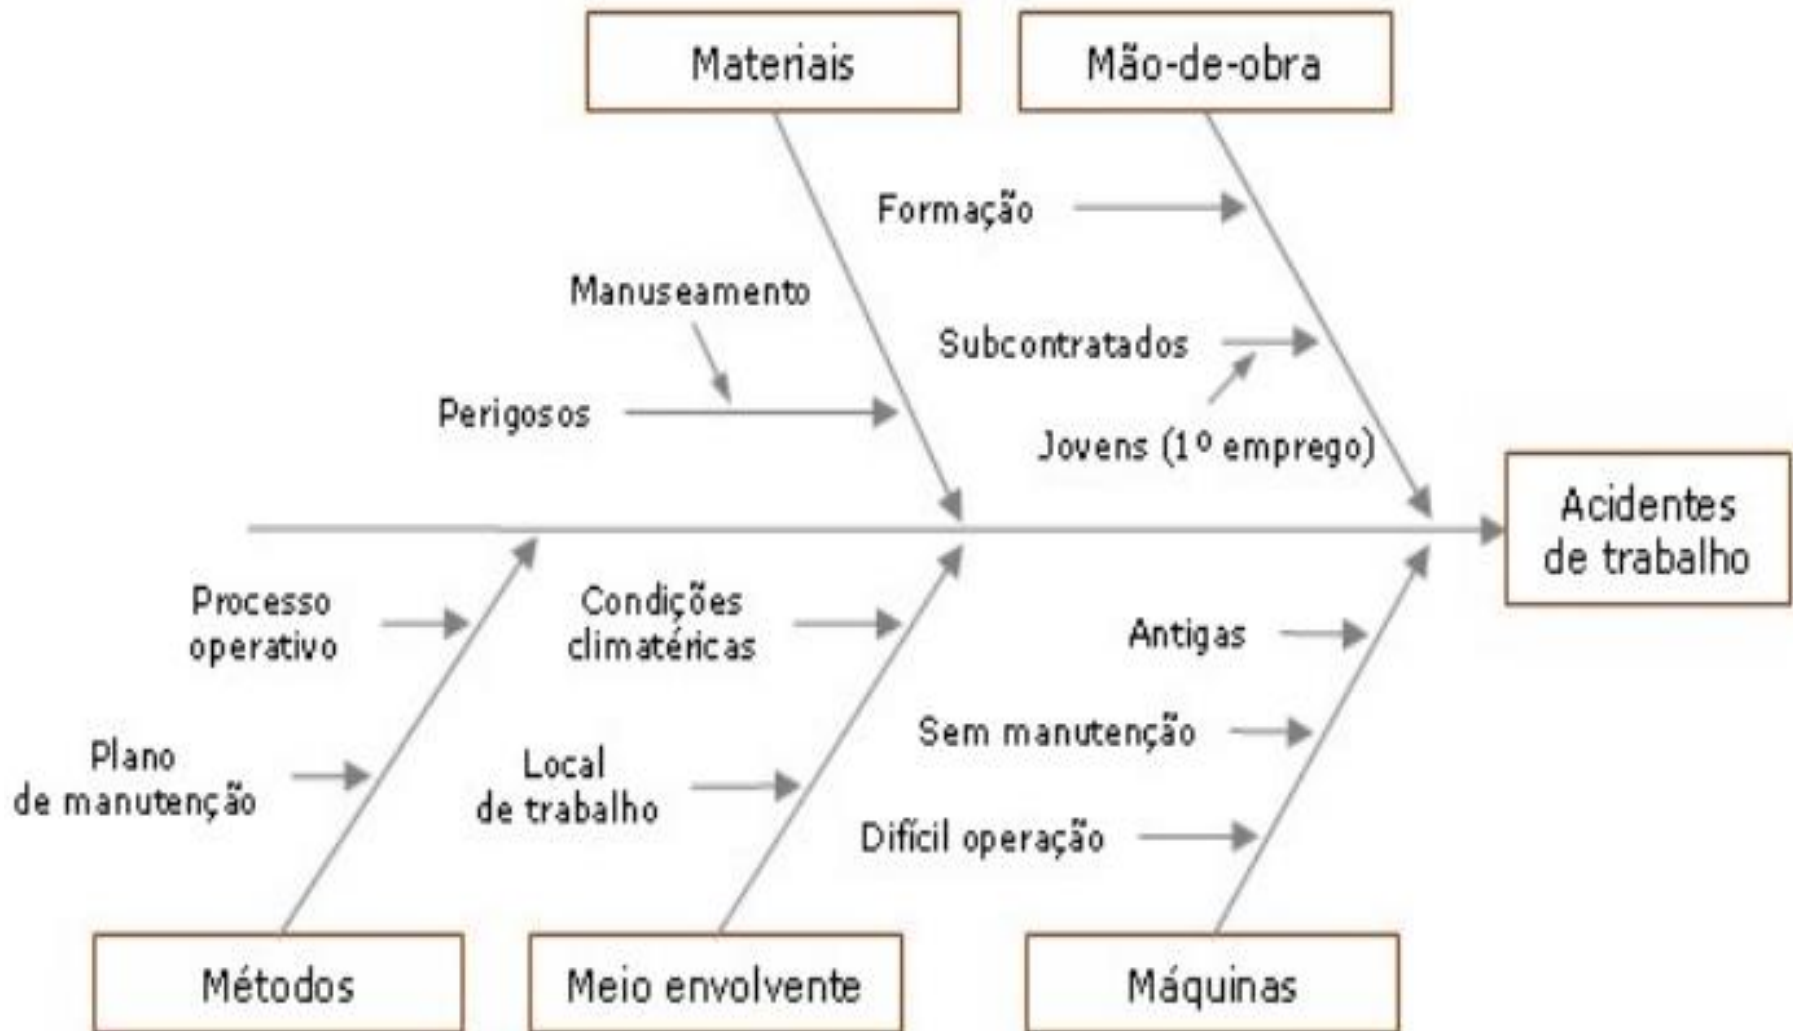 Materiais
Mão-de-obra
Formação
Manuseamento
Subcontratados
Perigosos
Jovens (1º emprego)
Acidentes
de trabalho
Processo
operativo
Condições
climatéricas
Antigas
Sem manutenção
Plano
de manutenção
Local
de trabalho
Difícil operação
Métodos
Meio envolvente
Máquinas